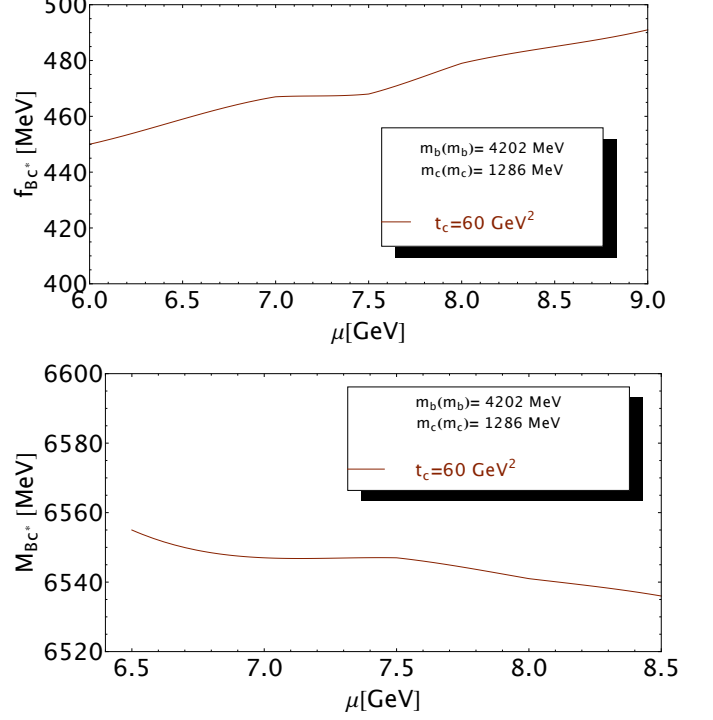 500
480
460
440
420
400
f_{Bc^*} [MeV]
m_b(m_b)= 4202 MeV
m_c(m_c)= 1286 MeV
t_c=60 GeV^2
6.0 6.5 7.0 7.5 8.0 8.5 9.0
μ[GeV]
6600
6580
6560
6540
6520
M_{Bc^*} [MeV]
m_b(m_b)= 4202 MeV
m_c(m_c)= 1286 MeV
t_c=60 GeV^2
6.5 7.0 7.5 8.0 8.5
μ[GeV]